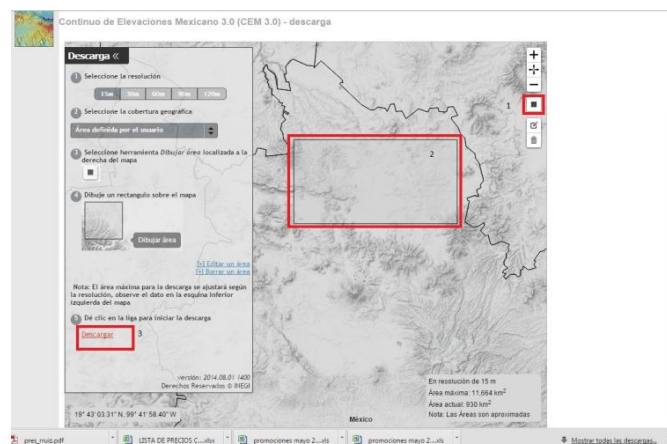 Continuo de Elevaciones Mexicano 3.0 (CEM 3.0) - descarga
Descarga «
1 Seleccione la resolución
15m 30m 60m 90m 120m
2 Seleccione la cobertura geográfica
Área definida por el usuario
3 Seleccione herramienta Dibujar área localizada a la
derecha del mapa
4 Dibuje un rectangulo sobre el mapa
Dibujar área
[+] Editar un área
[+] Borrar un área
Nota: El área máxima para la descarga se ajustará según
la resolución, observe el dato en la esquina inferior
izquierda del mapa
5 Dé clic en la liga para iniciar la descarga
Descargar 3
versión: 2014.08.01 1400
Derechos Reservados © INEGI
1
2
19° 43' 03.31" N, 99° 41' 58.40" W
México
En resolución de 15 m
Área máxima: 11,664 km²
Área actual: 930 km²
Nota: Las Áreas son aproximadas
pres_ruiz.pdf
LISTA DE PRECIOS C....xlsx
promociones mayo 2....xls
promociones mayo 2....xls
Mostrar todas las descargas...